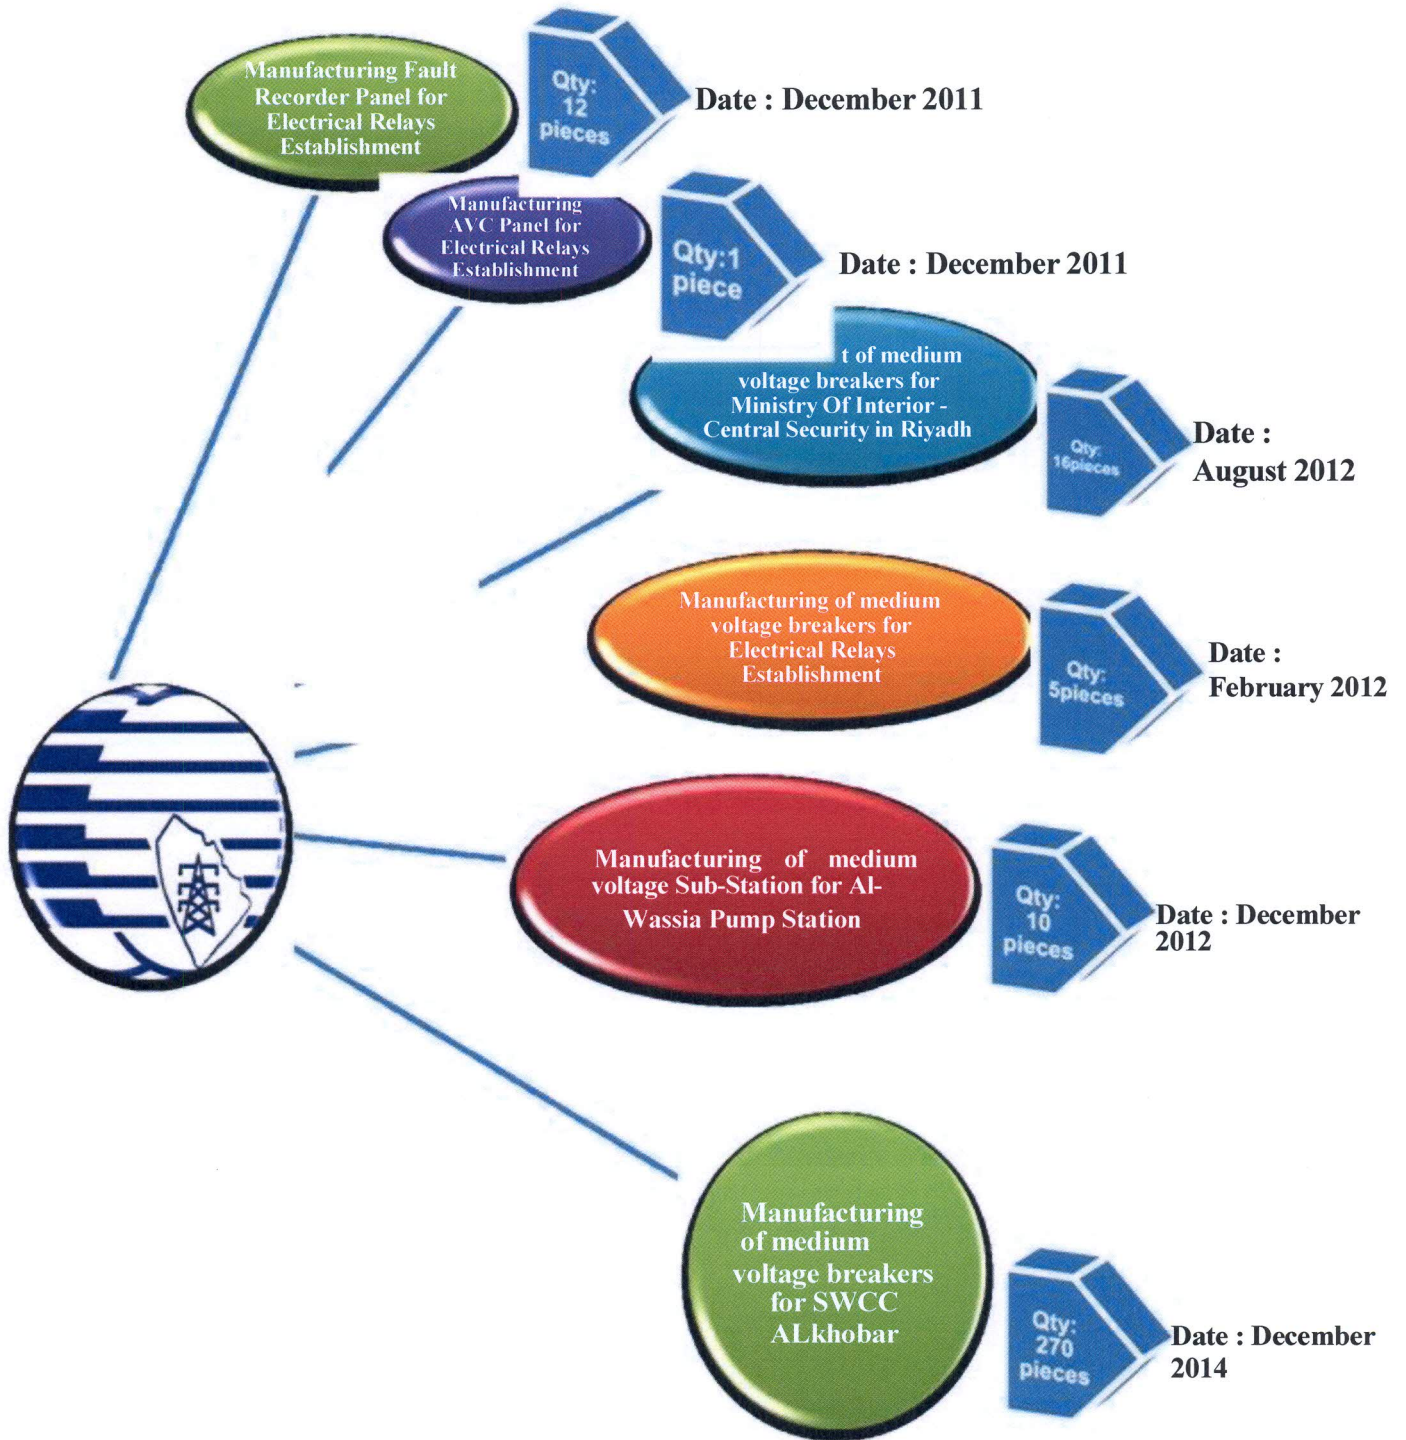 Manufacturing Fault
Recorder Panel for
Electrical Relays
Establishment
Qty:
12
pieces
Date : December 2011
Manufacturing
AVC Panel for
Electrical Relays
Establishment
Qty:1
piece
Date : December 2011
t of medium
voltage breakers for
Ministry Of Interior -
Central Security in Riyadh
Qty:
16pieces
Date :
August 2012
Manufacturing of medium
voltage breakers for
Electrical Relays
Establishment
Qty:
5pieces
Date :
February 2012
Manufacturing of medium
voltage Sub-Station for Al-
Wassia Pump Station
Qty:
10
pieces
Date : December
2012
Manufacturing
of medium
voltage breakers
for SWCC
ALkhobar
Qty:
270
pieces
Date : December
2014